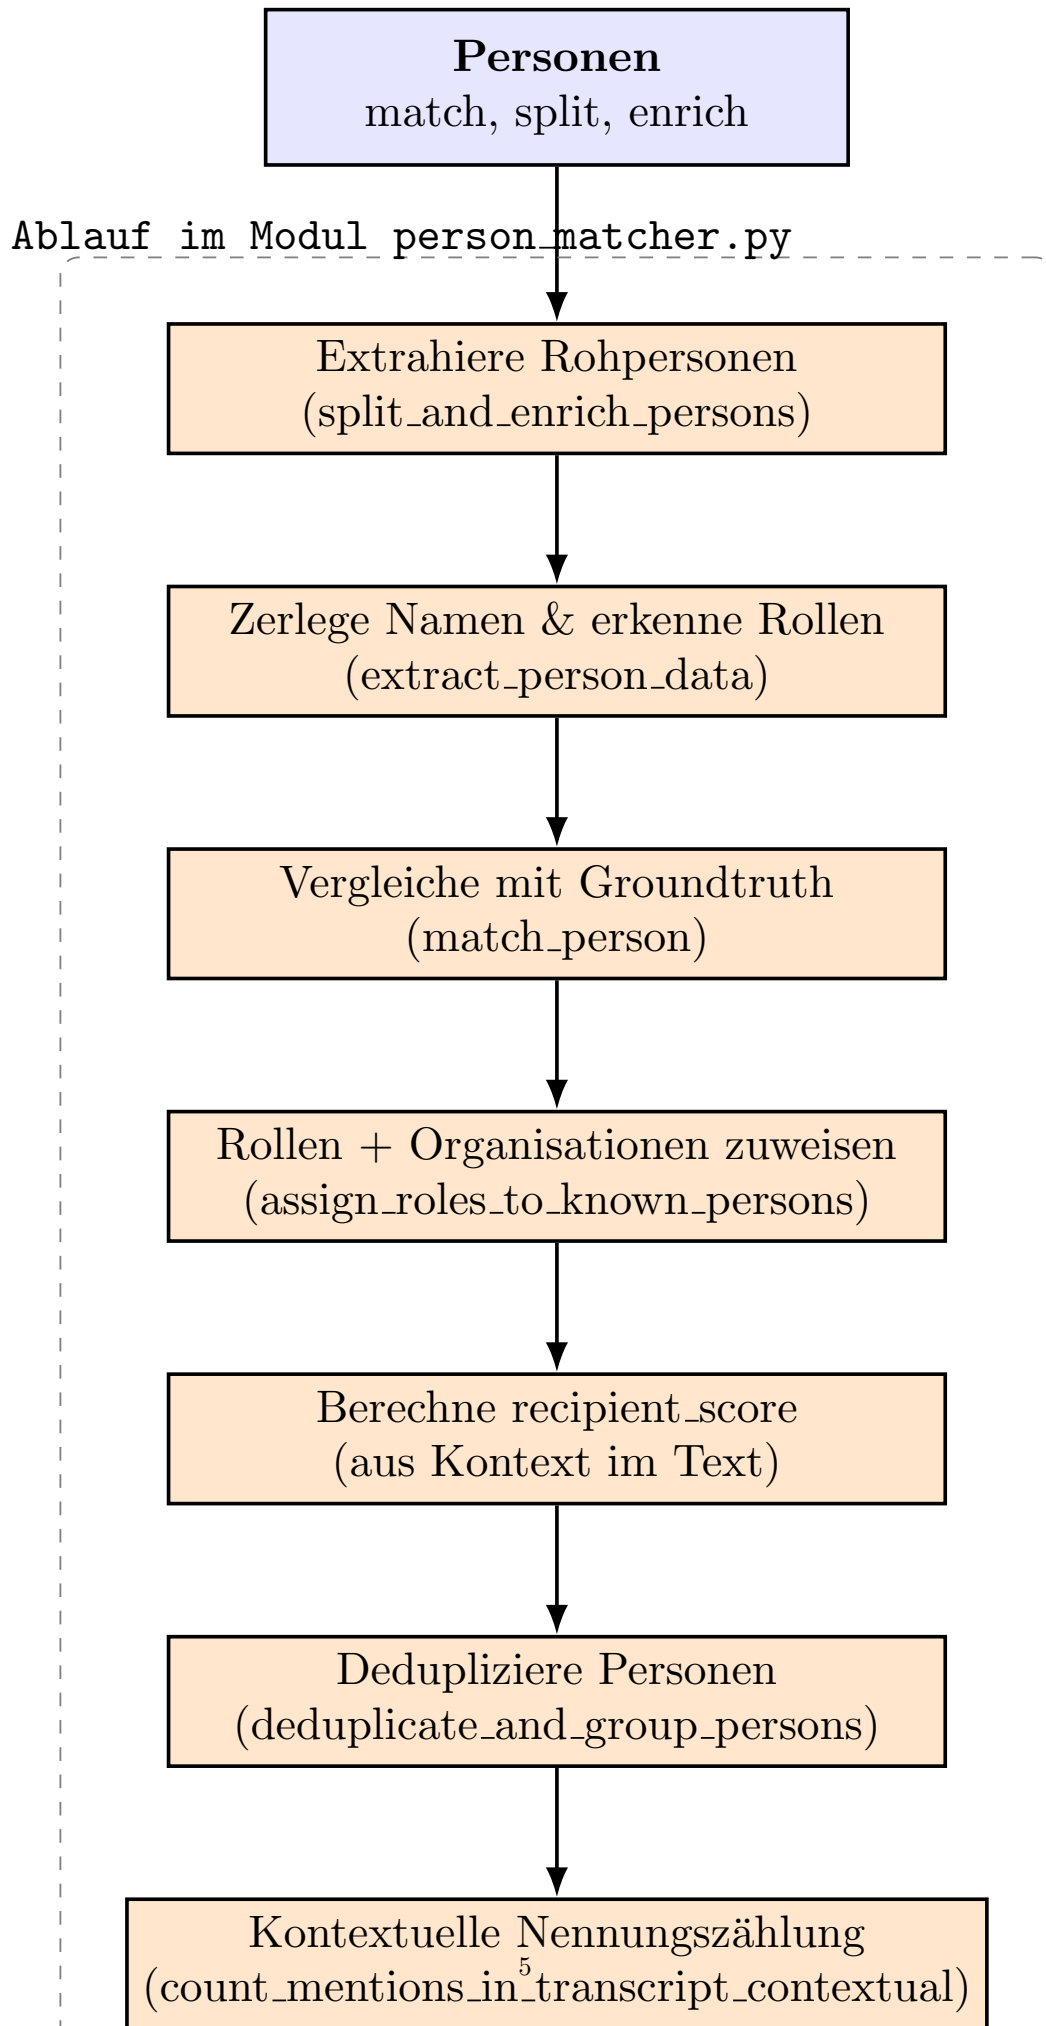 Personen
match, split, enrich
Ablauf im Modul person_matcher.py
Extrahiere Rohpersonen
(split_and_enrich_persons)
Zerlege Namen & erkenne Rollen
(extract_person_data)
Vergleiche mit Groundtruth
(match_person)
Rollen + Organisationen zuweisen
(assign_roles_to_known_persons)
Berechne recipient_score
(aus Kontext im Text)
Dedupliziere Personen
(deduplicate_and_group_persons)
Kontextuelle Nennungszählung
(count_mentions_in_transcript_contextual)
5